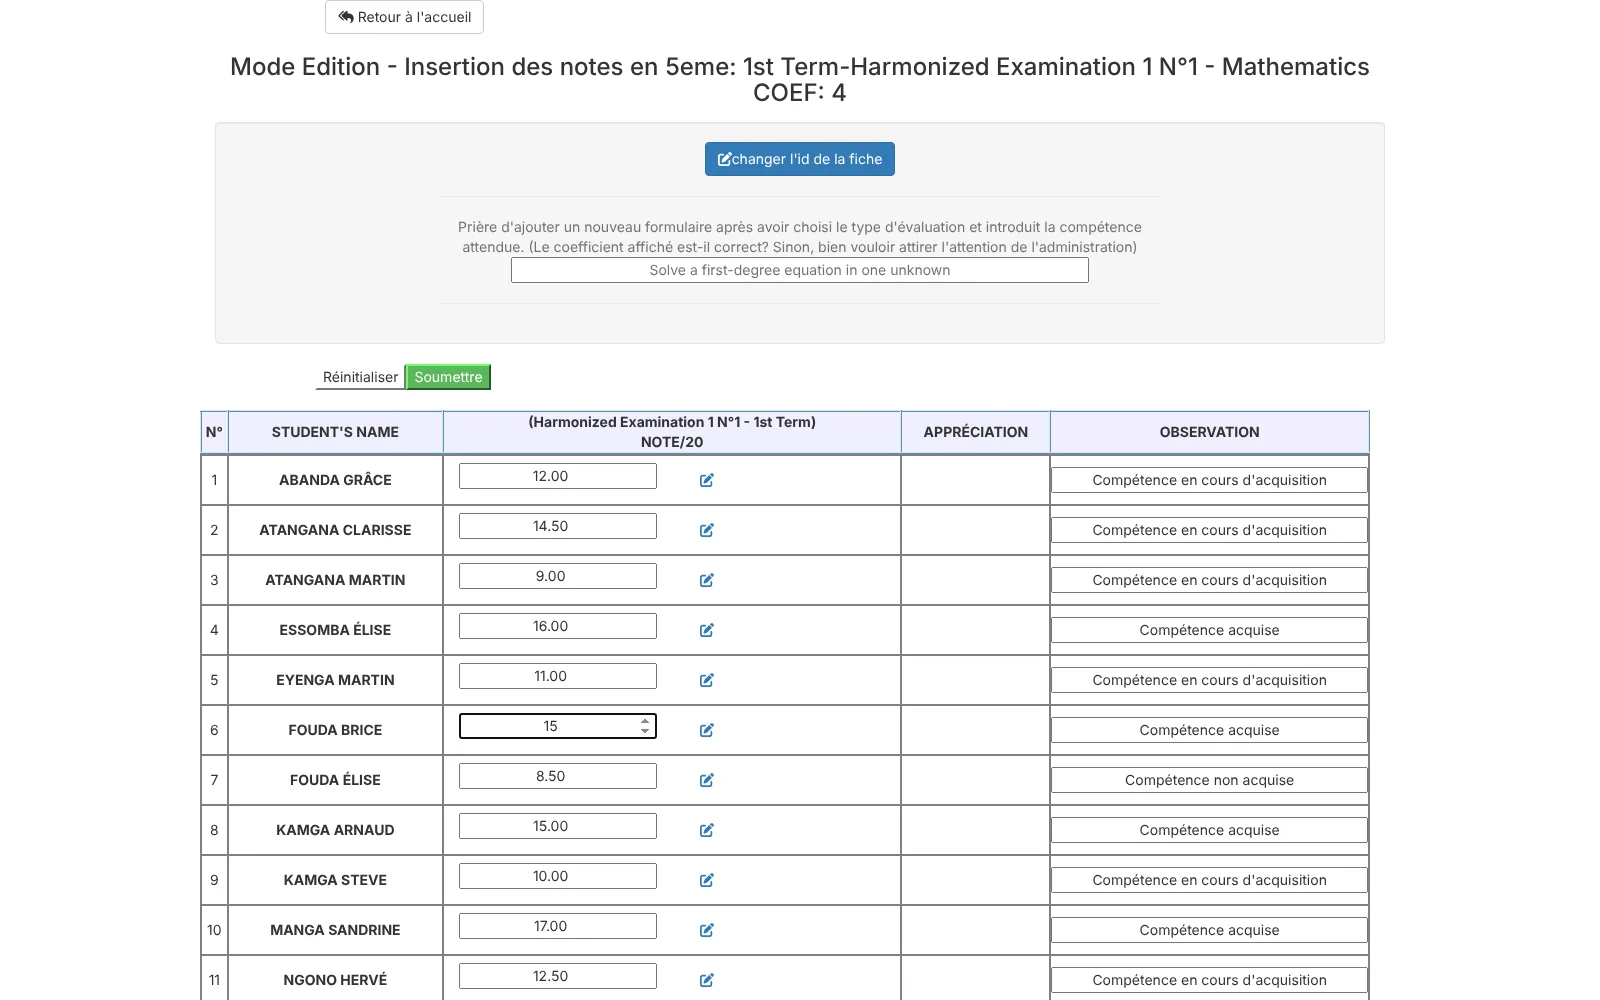 Retour à l'accueil
Mode Edition - Insertion des notes en 5eme: 1st Term-Harmonized Examination 1 N°1 - Mathematics
COEF: 4
changer l'id de la fiche
Prière d'ajouter un nouveau formulaire après avoir choisi le type d'évaluation et introduit la compétence
attendue. (Le coefficient affiché est-il correct? Sinon, bien vouloir attirer l'attention de l'administration)
Solve a first-degree equation in one unknown
Réinitialiser Soumettre
N° STUDENT'S NAME (Harmonized Examination 1 N°1 - 1st Term) NOTE/20 APPRÉCIATION OBSERVATION
1 ABANDA GRÂCE 12.00 Compétence en cours d'acquisition
2 ATANGANA CLARISSE 14.50 Compétence en cours d'acquisition
3 ATANGANA MARTIN 9.00 Compétence en cours d'acquisition
4 ESSOMBA ÉLISE 16.00 Compétence acquise
5 EYENGA MARTIN 11.00 Compétence en cours d'acquisition
6 FOUDA BRICE 15 Compétence acquise
7 FOUDA ÉLISE 8.50 Compétence non acquise
8 KAMGA ARNAUD 15.00 Compétence acquise
9 KAMGA STEVE 10.00 Compétence en cours d'acquisition
10 MANGA SANDRINE 17.00 Compétence acquise
11 NGONO HERVÉ 12.50 Compétence en cours d'acquisition